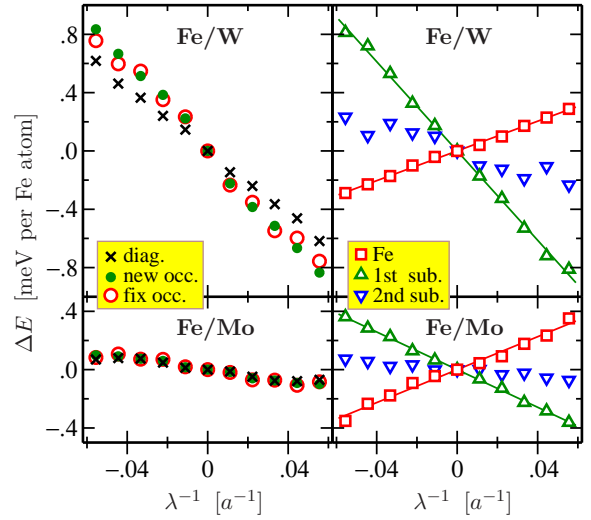 Fe/W
Fe/W
.8
.4
.0
-.4
-.8
ΔE [meV per Fe atom]
× diag.
new occ.
fix occ.
Fe
1st sub.
2nd sub.
Fe/Mo
Fe/Mo
.4
.0
-.4
-.04 0 .04
-.04 0 .04
λ⁻¹ [a⁻¹]
λ⁻¹ [a⁻¹]